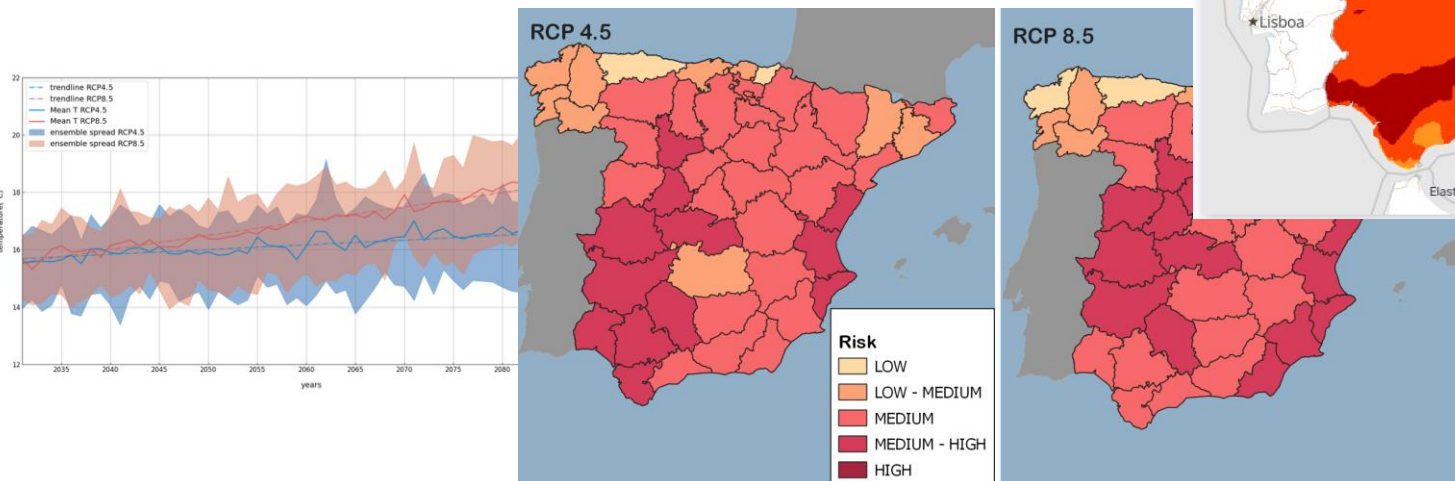 22
20
18
16
14
12
trendline RCP4.5
trendline RCP8.5
Mean T RCP4.5
Mean T RCP8.5
ensemble spread RCP4.5
ensemble spread RCP8.5
2035
2040
2045
2050
2055
2060
2065
2070
2075
2080
years
RCP 4.5
Risk
LOW
LOW - MEDIUM
MEDIUM
MEDIUM - HIGH
HIGH
RCP 8.5
Lisboa
Elast